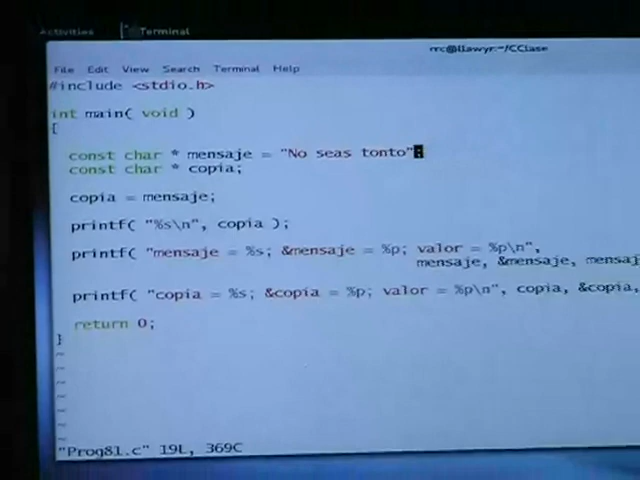 Activities Terminal
rrc@llawyr:~/CClase
File Edit View Search Terminal Help
#include <stdio.h>
int main( void )
{
const char * mensaje = "No seas tonto";
const char * copia;
copia = mensaje;
printf( "%s\n", copia );
printf( "mensaje = %s; &mensaje = %p; valor = %p\n",
mensaje, &mensaje, mensaj
printf( "copia = %s; &copia = %p; valor = %p\n", copia, &copia,
return 0;
}
~
~
~
~
~
~
~
"Prog81.c" 19L, 369C